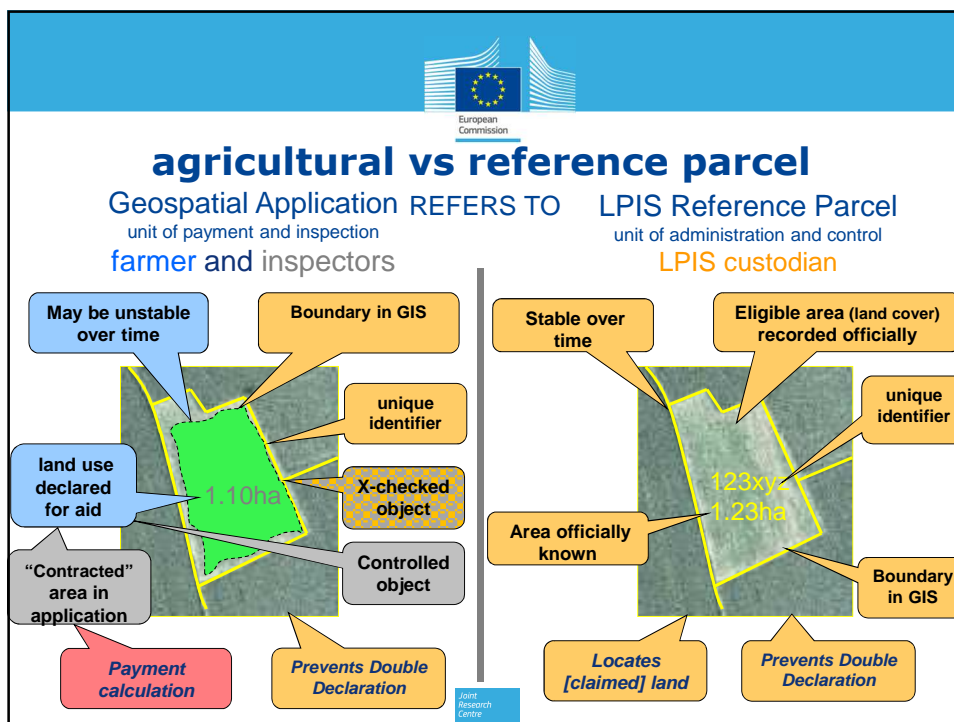 European
Commission
agricultural vs reference parcel
Geospatial Application REFERS TO LPIS Reference Parcel
unit of payment and inspection
unit of administration and control
farmer and inspectors
LPIS custodian
May be unstable
over time
Boundary in GIS
unique
identifier
land use
declared
for aid
1.10ha
X-checked
object
Controlled
object
“Contracted”
area in
application
Payment
calculation
Prevents Double
Declaration
Stable over
time
Eligible area (land cover)
recorded officially
unique
identifier
123xy
1.23ha
Area officially
known
Boundary
in GIS
Locates
[claimed] land
Prevents Double
Declaration
Joint
Research
Centre